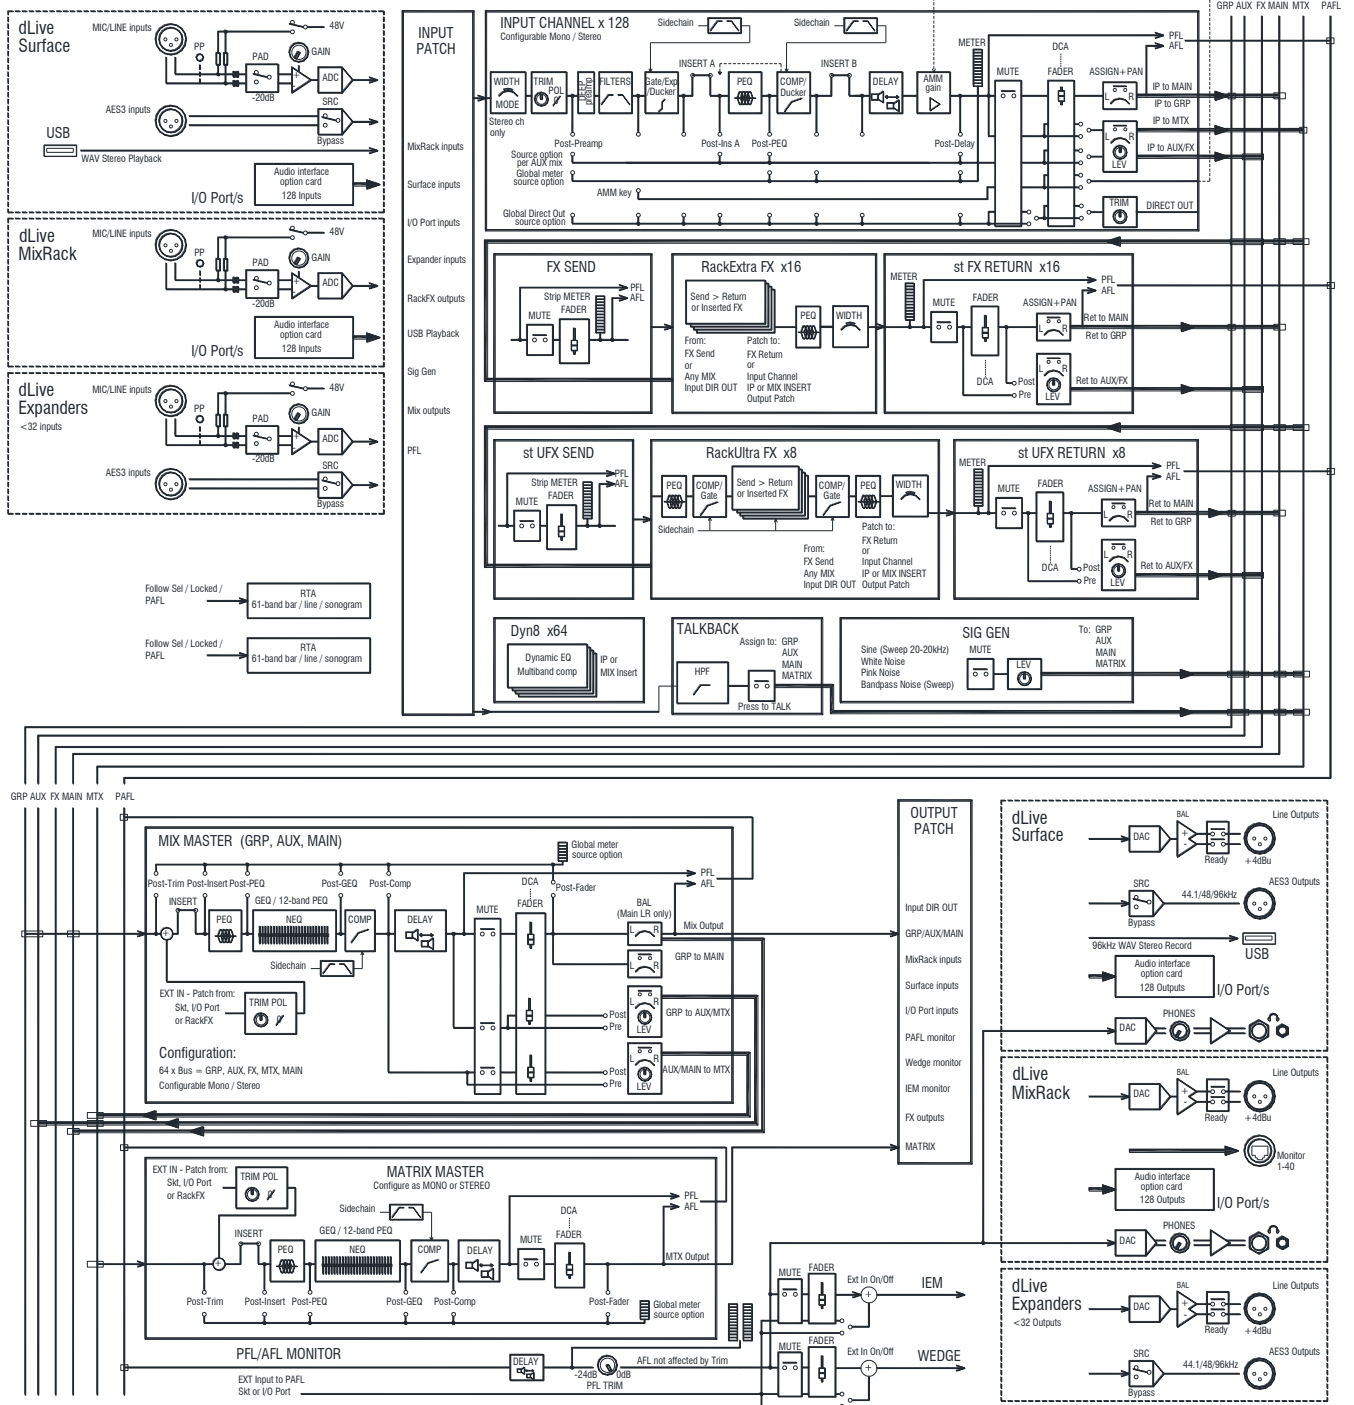 dLive
Surface
MIC/LINE inputs
48V
PP
PAD
GAIN
ADC
-20dB
SRC
AES3 inputs
Bypass
USB
WAV Stereo Playback
Audio interface
option card
128 Inputs
I/O Port/s
dLive
MixRack
MIC/LINE inputs
48V
PP
GAIN
PAD
ADC
-20dB
Audio interface
option card
128 Inputs
I/O Port/s
dLive
Expanders
<32 inputs
MIC/LINE inputs
48V
PP
GAIN
PAD
ADC
-20dB
SRC
AES3 inputs
Bypass
Follow Sel / Locked /
PAFL
RTA
61-band bar / line / sonogram
Follow Sel / Locked /
PAFL
RTA
61-band bar / line / sonogram
INPUT
PATCH
MixRack inputs
Surface inputs
I/O Port inputs
Expander inputs
RackFX outputs
USB Playback
Sig Gen
Mix outputs
PFL
INPUT CHANNEL x 128
Configurable Mono / Stereo
Sidechain
Sidechain
GRP AUX FX MAIN MTX PAFL
METER
PFL
AFL
DCA
MUTE
FADER
ASSIGN+PAN
INSERT A
INSERT B
WIDTH
MODE
TRIM
POL
DEEP
preamp
FILTERS
Gate/Exp
/Ducker
PEQ
COMP/
Ducker
DELAY
AMM
gain
L R
Stereo ch
only
IP to MAIN
IP to GRP
IP to MTX
L R
IP to AUX/FX
LEV
Post-Preamp
Post-Ins A
Post-PEQ
Post-Delay
Source option
per AUX mix
Global meter
source option
AMM key
Global Direct Out
source option
TRIM
DIRECT OUT
FX SEND
PFL
AFL
Strip METER
FADER
MUTE
RackExtra FX x16
Send > Return
or Inserted FX
PEQ
WIDTH
From:
FX Send
or
Any MIX
Input DIR OUT
Patch to:
FX Return
or
Input Channel
IP or MIX INSERT
Output Patch
st FX RETURN x16
METER
PFL
AFL
MUTE
FADER
ASSIGN+PAN
L R
Ret to MAIN
Ret to GRP
L R
DCA
Post
Pre
LEV
Ret to AUX/FX
st UFX SEND
PFL
AFL
Strip METER
FADER
MUTE
RackUltra FX x8
PEQ
COMP/
Gate
Send > Return
or Inserted FX
COMP/
Gate
PEQ
WIDTH
Sidechain
From:
FX Send
Any MIX
Input DIR OUT
Patch to:
FX Return
or
Input Channel
IP or MIX INSERT
Output Patch
st UFX RETURN x8
METER
PFL
AFL
MUTE
FADER
ASSIGN+PAN
L R
Ret to MAIN
Ret to GRP
L R
DCA
Post
Pre
LEV
Ret to AUX/FX
Dyn8 x64
Dynamic EQ
Multiband comp
IP or
MIX Insert
TALKBACK
Assign to: GRP
AUX
MAIN
MATRIX
HPF
Press to TALK
SIG GEN
Sine (Sweep 20-20kHz)
White Noise
Pink Noise
Bandpass Noise (Sweep)
MUTE
LEV
To: GRP
AUX
MAIN
MATRIX
GRP AUX FX MAIN MTX PAFL
MIX MASTER (GRP, AUX, MAIN)
Global meter
source option
Post-Trim
Post-Insert
Post-PEQ
Post-GEQ
Post-Comp
DCA
Post-Fader
PFL
AFL
INSERT
GEQ / 12-band PEQ
MUTE
FADER
BAL
(Main LR only)
PEQ
NEQ
COMP
DELAY
L R
Mix Output
Sidechain
L R
GRP to MAIN
EXT IN - Patch from:
Skt, I/O Port
or RackFX
TRIM POL
L R
Post
Pre
LEV
GRP to AUX/MTX
Configuration:
64 x Bus = GRP, AUX, FX, MTX, MAIN
Configurable Mono / Stereo
L R
Post
Pre
LEV
AUX/MAIN to MTX
MATRIX MASTER
Configure as MONO or STEREO
EXT IN - Patch from:
Skt, I/O Port
or RackFX
TRIM POL
Sidechain
PFL
AFL
DCA
INSERT
GEQ / 12-band PEQ
MUTE
FADER
PEQ
NEQ
COMP
DELAY
MTX Output
Post-Trim
Post-Insert
Post-PEQ
Post-GEQ
Post-Comp
Post-Fader
Global meter
source option
PFL/AFL MONITOR
DELAY
-24dB
0dB
PFL TRIM
AFL not affected by Trim
EXT Input to PAFL
Skt or I/O Port
MUTE
FADER
Ext In On/Off
IEM
MUTE
FADER
Ext In On/Off
WEDGE
OUTPUT
PATCH
Input DIR OUT
GRP/AUX/MAIN
MixRack inputs
Surface inputs
I/O Port inputs
PAFL monitor
Wedge monitor
IEM monitor
FX outputs
MATRIX
dLive
Surface
BAL
Line Outputs
DAC
Ready
+4dBu
SRC
44.1/48/96kHz
AES3 Outputs
Bypass
96kHz WAV Stereo Record
USB
Audio interface
option card
128 Outputs
I/O Port/s
PHONES
DAC
dLive
MixRack
BAL
Line Outputs
DAC
Ready
+4dBu
Monitor
1-40
Audio interface
option card
128 Outputs
I/O Port/s
PHONES
DAC
dLive
Expanders
<32 Outputs
BAL
Line Outputs
DAC
Ready
+4dBu
SRC
44.1/48/96kHz
AES3 Outputs
Bypass